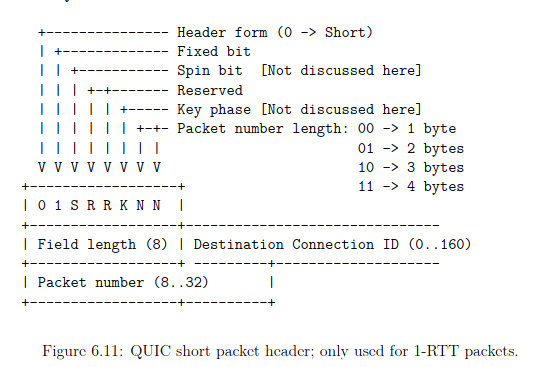 +--------------- Header form (0 -> Short)
| +------------- Fixed bit
| | +----------- Spin bit [Not discussed here]
| | | +-+------- Reserved
| | | | | +----- Key phase [Not discussed here]
| | | | | | +-+- Packet number length: 00 -> 1 byte
| | | | | | | | 01 -> 2 bytes
V V V V V V V V 10 -> 3 bytes
+------------------+ 11 -> 4 bytes
| 0 1 S R R K N N |
+------------------+-------------------------------
| Field length (8) | Destination Connection ID (0..160)
+------------------+ ---------+--------------------
| Packet number (8..32) |
+------------------+----------+
Figure 6.11: QUIC short packet header; only used for 1-RTT packets.